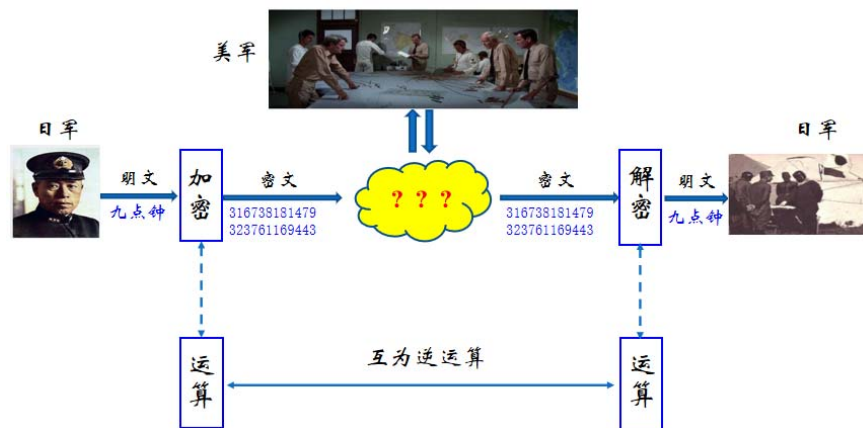 美军
日军
日军
明文
九点钟
加密
密文
316738181479
323761169443
? ? ?
密文
316738181479
323761169443
解密
明文
九点钟
运算
互为逆运算
运算